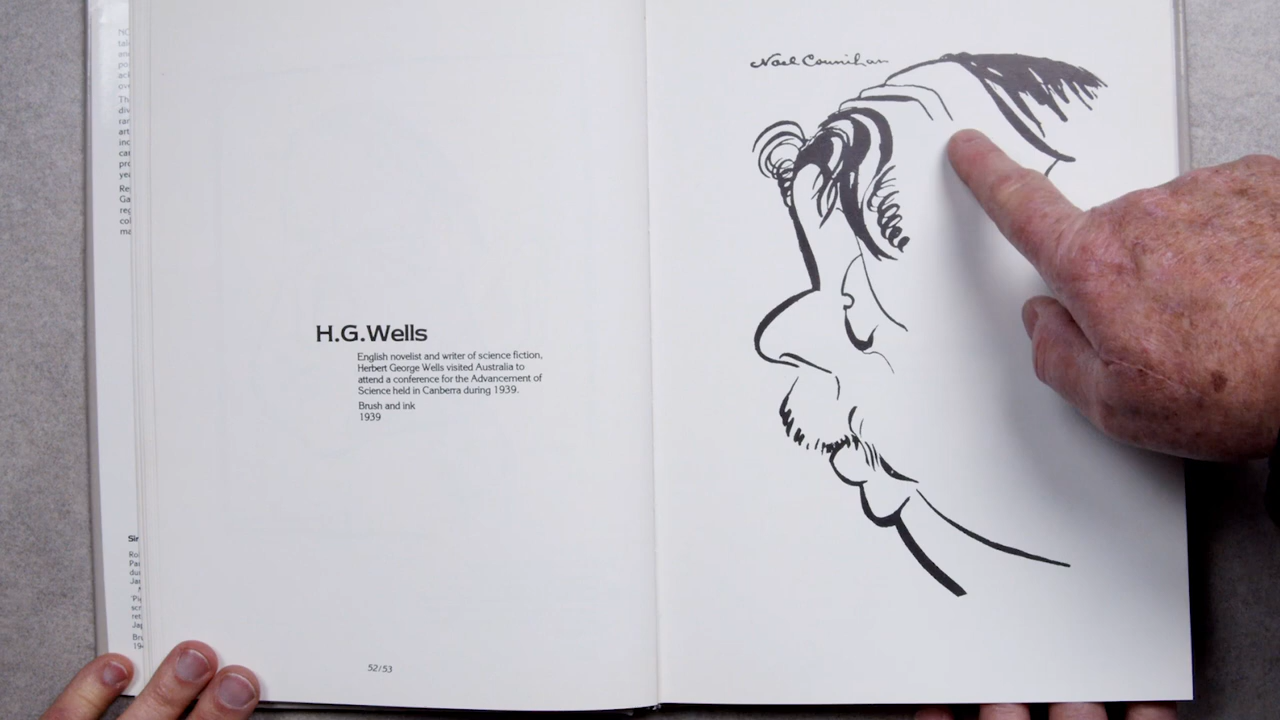 H.G.Wells
English novelist and writer of science fiction,
Herbert George Wells visited Australia to
attend a conference for the Advancement of
Science held in Canberra during 1939.
Brush and ink
1939
52/53
Noel Counihan